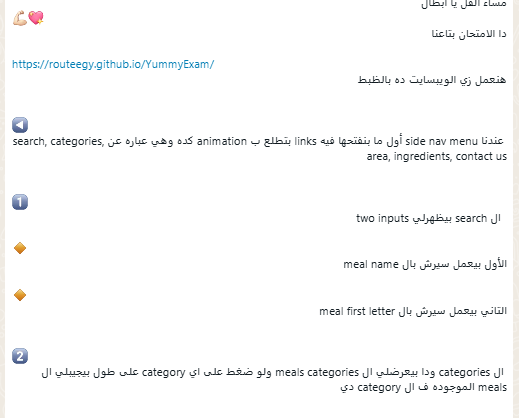 مساء الفل يا ابطال
💪🏻💖
دا الامتحان بتاعنا
https://routeegy.github.io/YummyExam/
هنعمل زي الويبسايت ده بالظبط
◀
عندنا side nav menu أول ما بنفتحها فيه links بتطلع ب animation كده وهي عباره عن search, categories,
area, ingredients, contact us
1
ال search بيظهرلي two inputs
🔸
الأول بيعمل سيرش بال meal name
🔸
التاني بيعمل سيرش بال meal first letter
2
ال categories ودا بيعرضلي ال meals categories ولو ضغط على اي category على طول بيجيبلي ال
meals الموجوده ف ال category دي